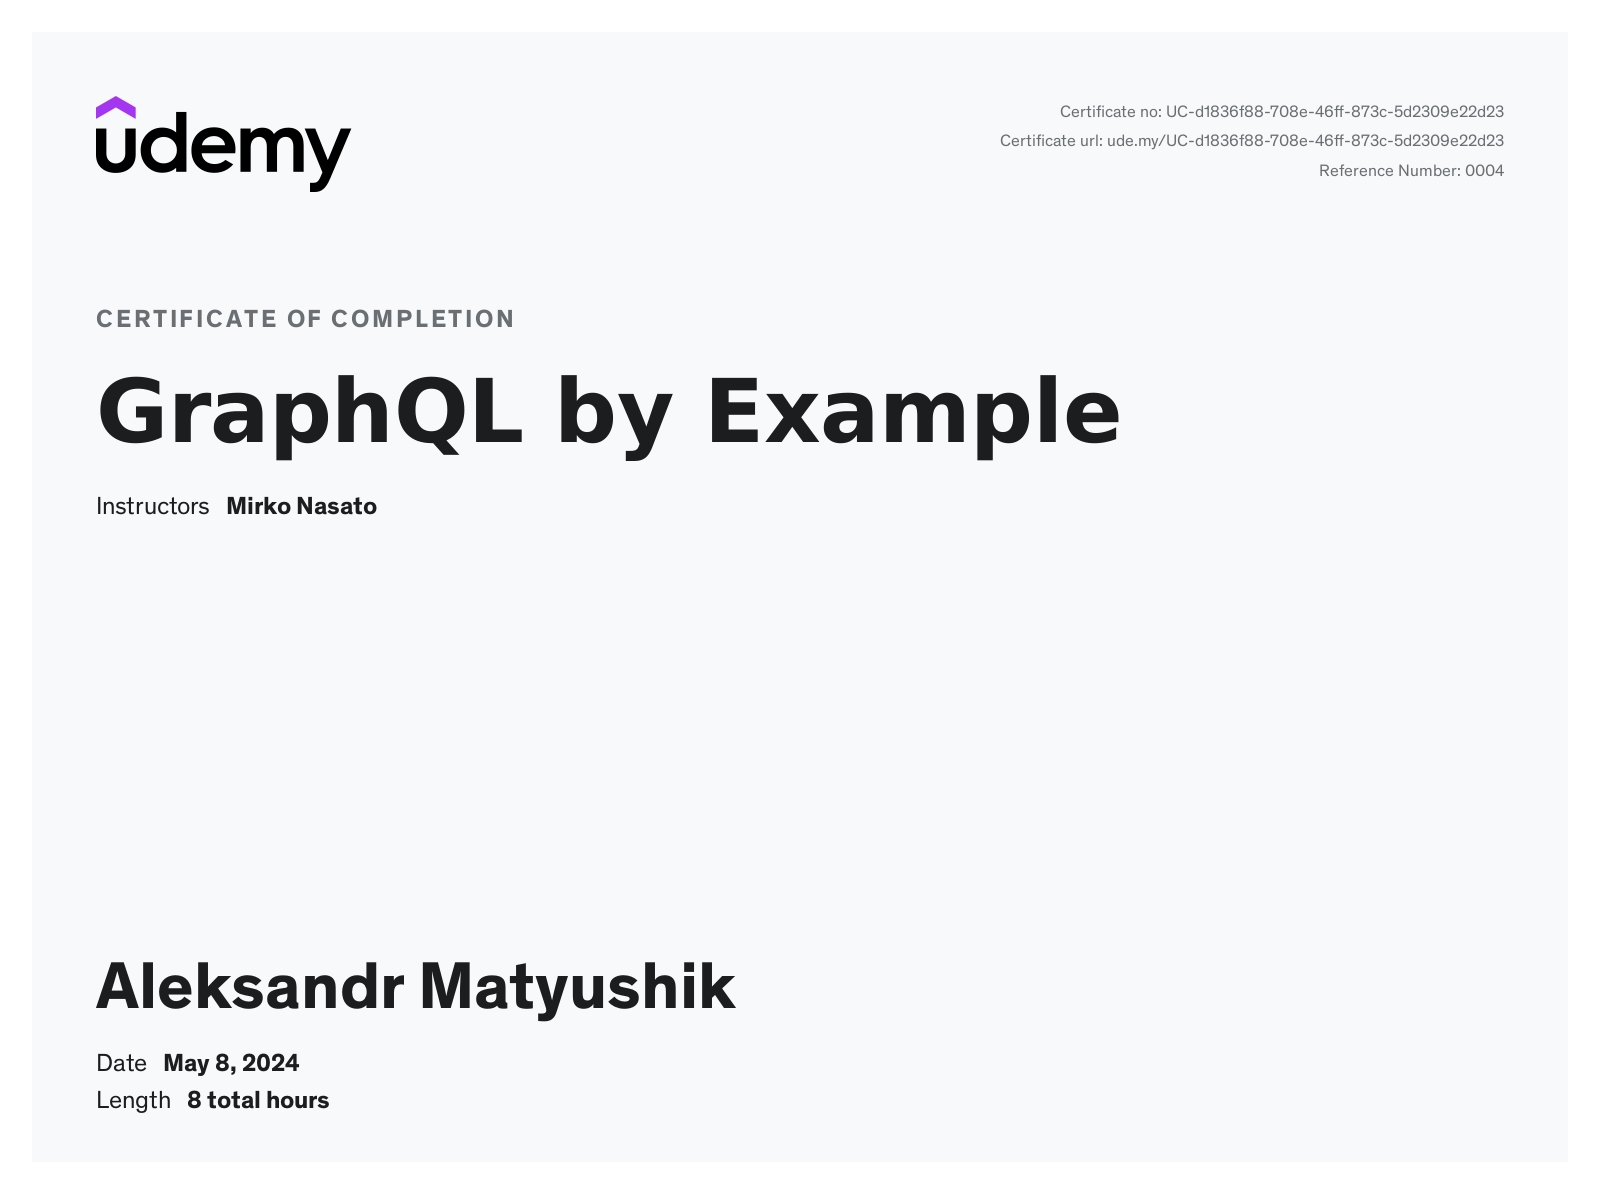 udemy
Certificate no: UC-d1836f88-708e-46ff-873c-5d2309e22d23
Certificate url: ude.my/UC-d1836f88-708e-46ff-873c-5d2309e22d23
Reference Number: 0004
CERTIFICATE OF COMPLETION
GraphQL by Example
Instructors Mirko Nasato
Aleksandr Matyushik
Date May 8, 2024
Length 8 total hours